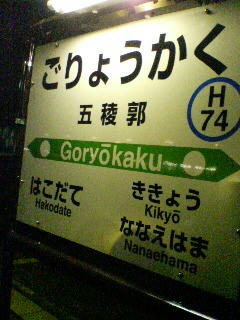 ごりょうかく
五稜郭
H
74
Goryōkaku
はこだて
Hakodate
ききょう
Kikyō
ななえはま
Nanaehama